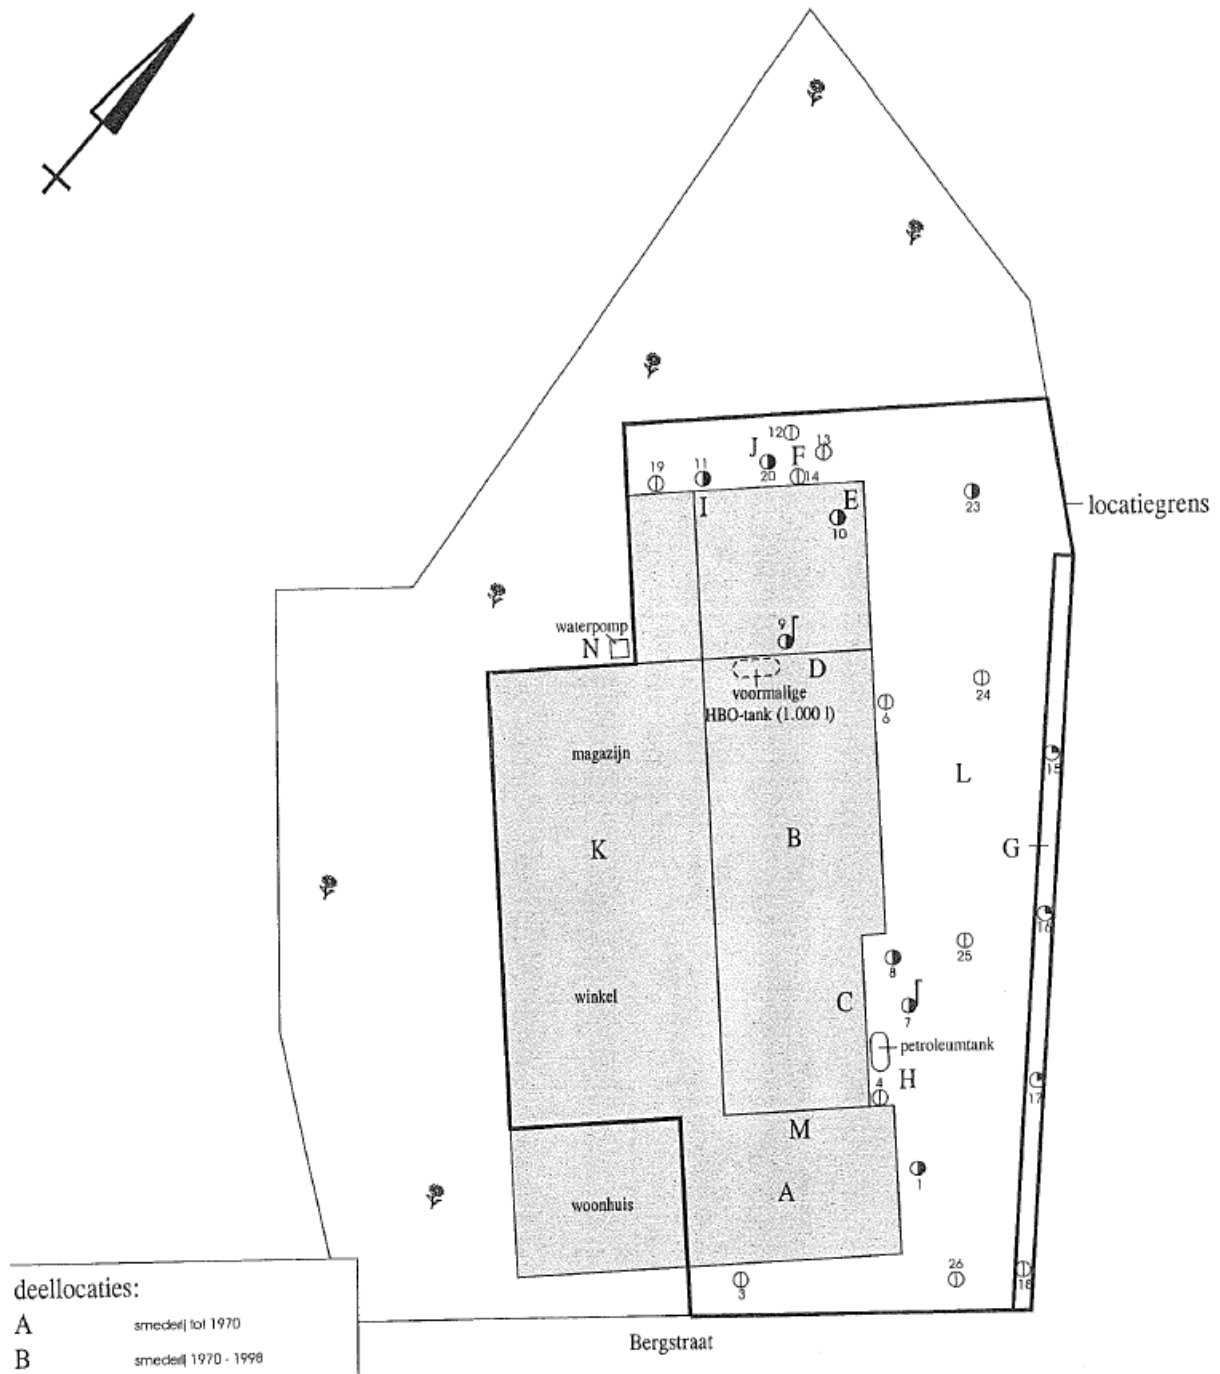 12
13
J
F
19
11
20
14
I
E
10
23
locatiegrens
9
waterpomp
N
D
voormalige
HBO-tank (1.000 l)
6
24
magazijn
L
15
K
B
G
16
25
8
winkel
C
7
petroleumtank
4
H
17
M
1
woonhuis
A
26
3
18
Bergstraat
deellocaties:
A smederij tot 1970
B smederij 1970 - 1998